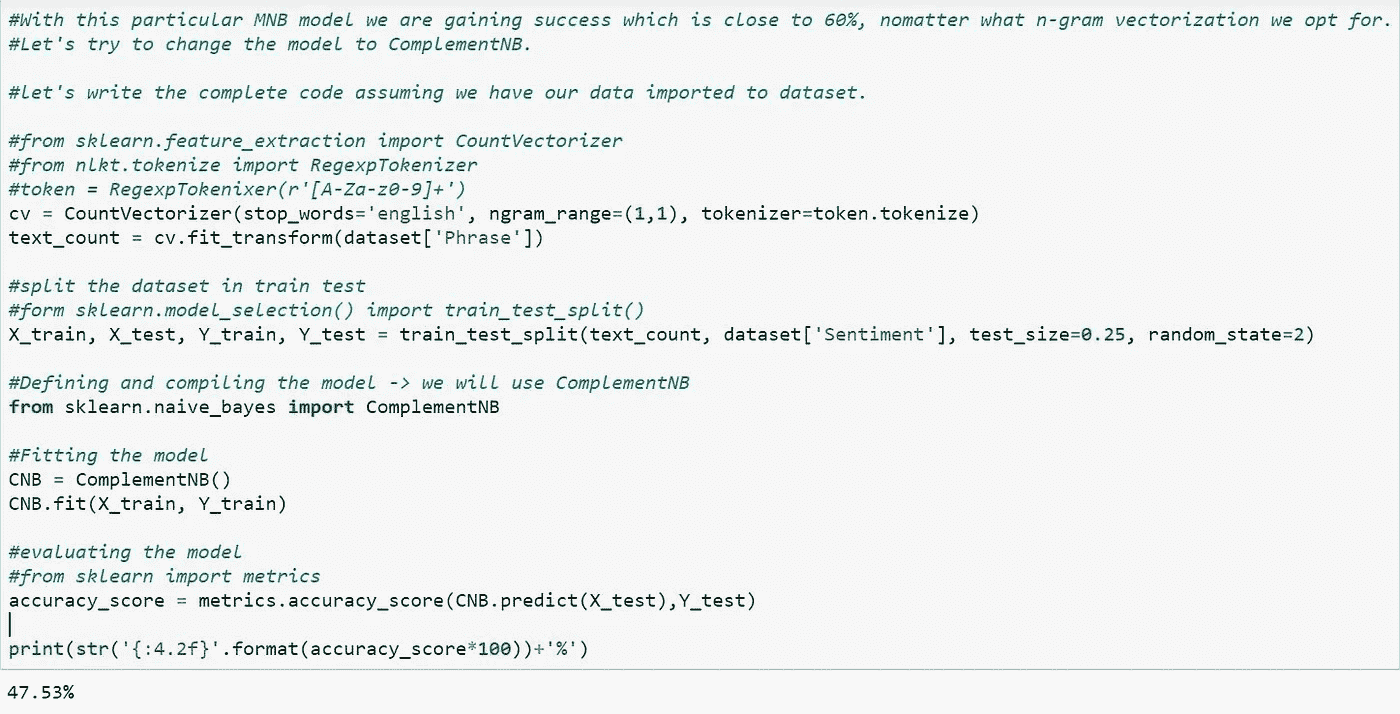 #With this particular MNB model we are gaining success which is close to 60%, nomatter what n-gram vectorization we opt for.
#Let's try to change the model to ComplementNB.
#Let's write the complete code assuming we have our data imported to dataset.
#from sklearn.feature_extraction import CountVectorizer
#from nlkt.tokenize import RegexpTokenizer
#token = RegexpTokenixer(r'[A-Za-z0-9]+')
cv = CountVectorizer(stop_words='english', ngram_range=(1,1), tokenizer=token.tokenize)
text_count = cv.fit_transform(dataset['Phrase'])
#split the dataset in train test
#form sklearn.model_selection() import train_test_split()
X_train, X_test, Y_train, Y_test = train_test_split(text_count, dataset['Sentiment'], test_size=0.25, random_state=2)
#Defining and compiling the model -> we will use ComplementNB
from sklearn.naive_bayes import ComplementNB
#Fitting the model
CNB = ComplementNB()
CNB.fit(X_train, Y_train)
#evaluating the model
#from sklearn import metrics
accuracy_score = metrics.accuracy_score(CNB.predict(X_test),Y_test)
print(str('{:4.2f}'.format(accuracy_score*100))+'%')
47.53%